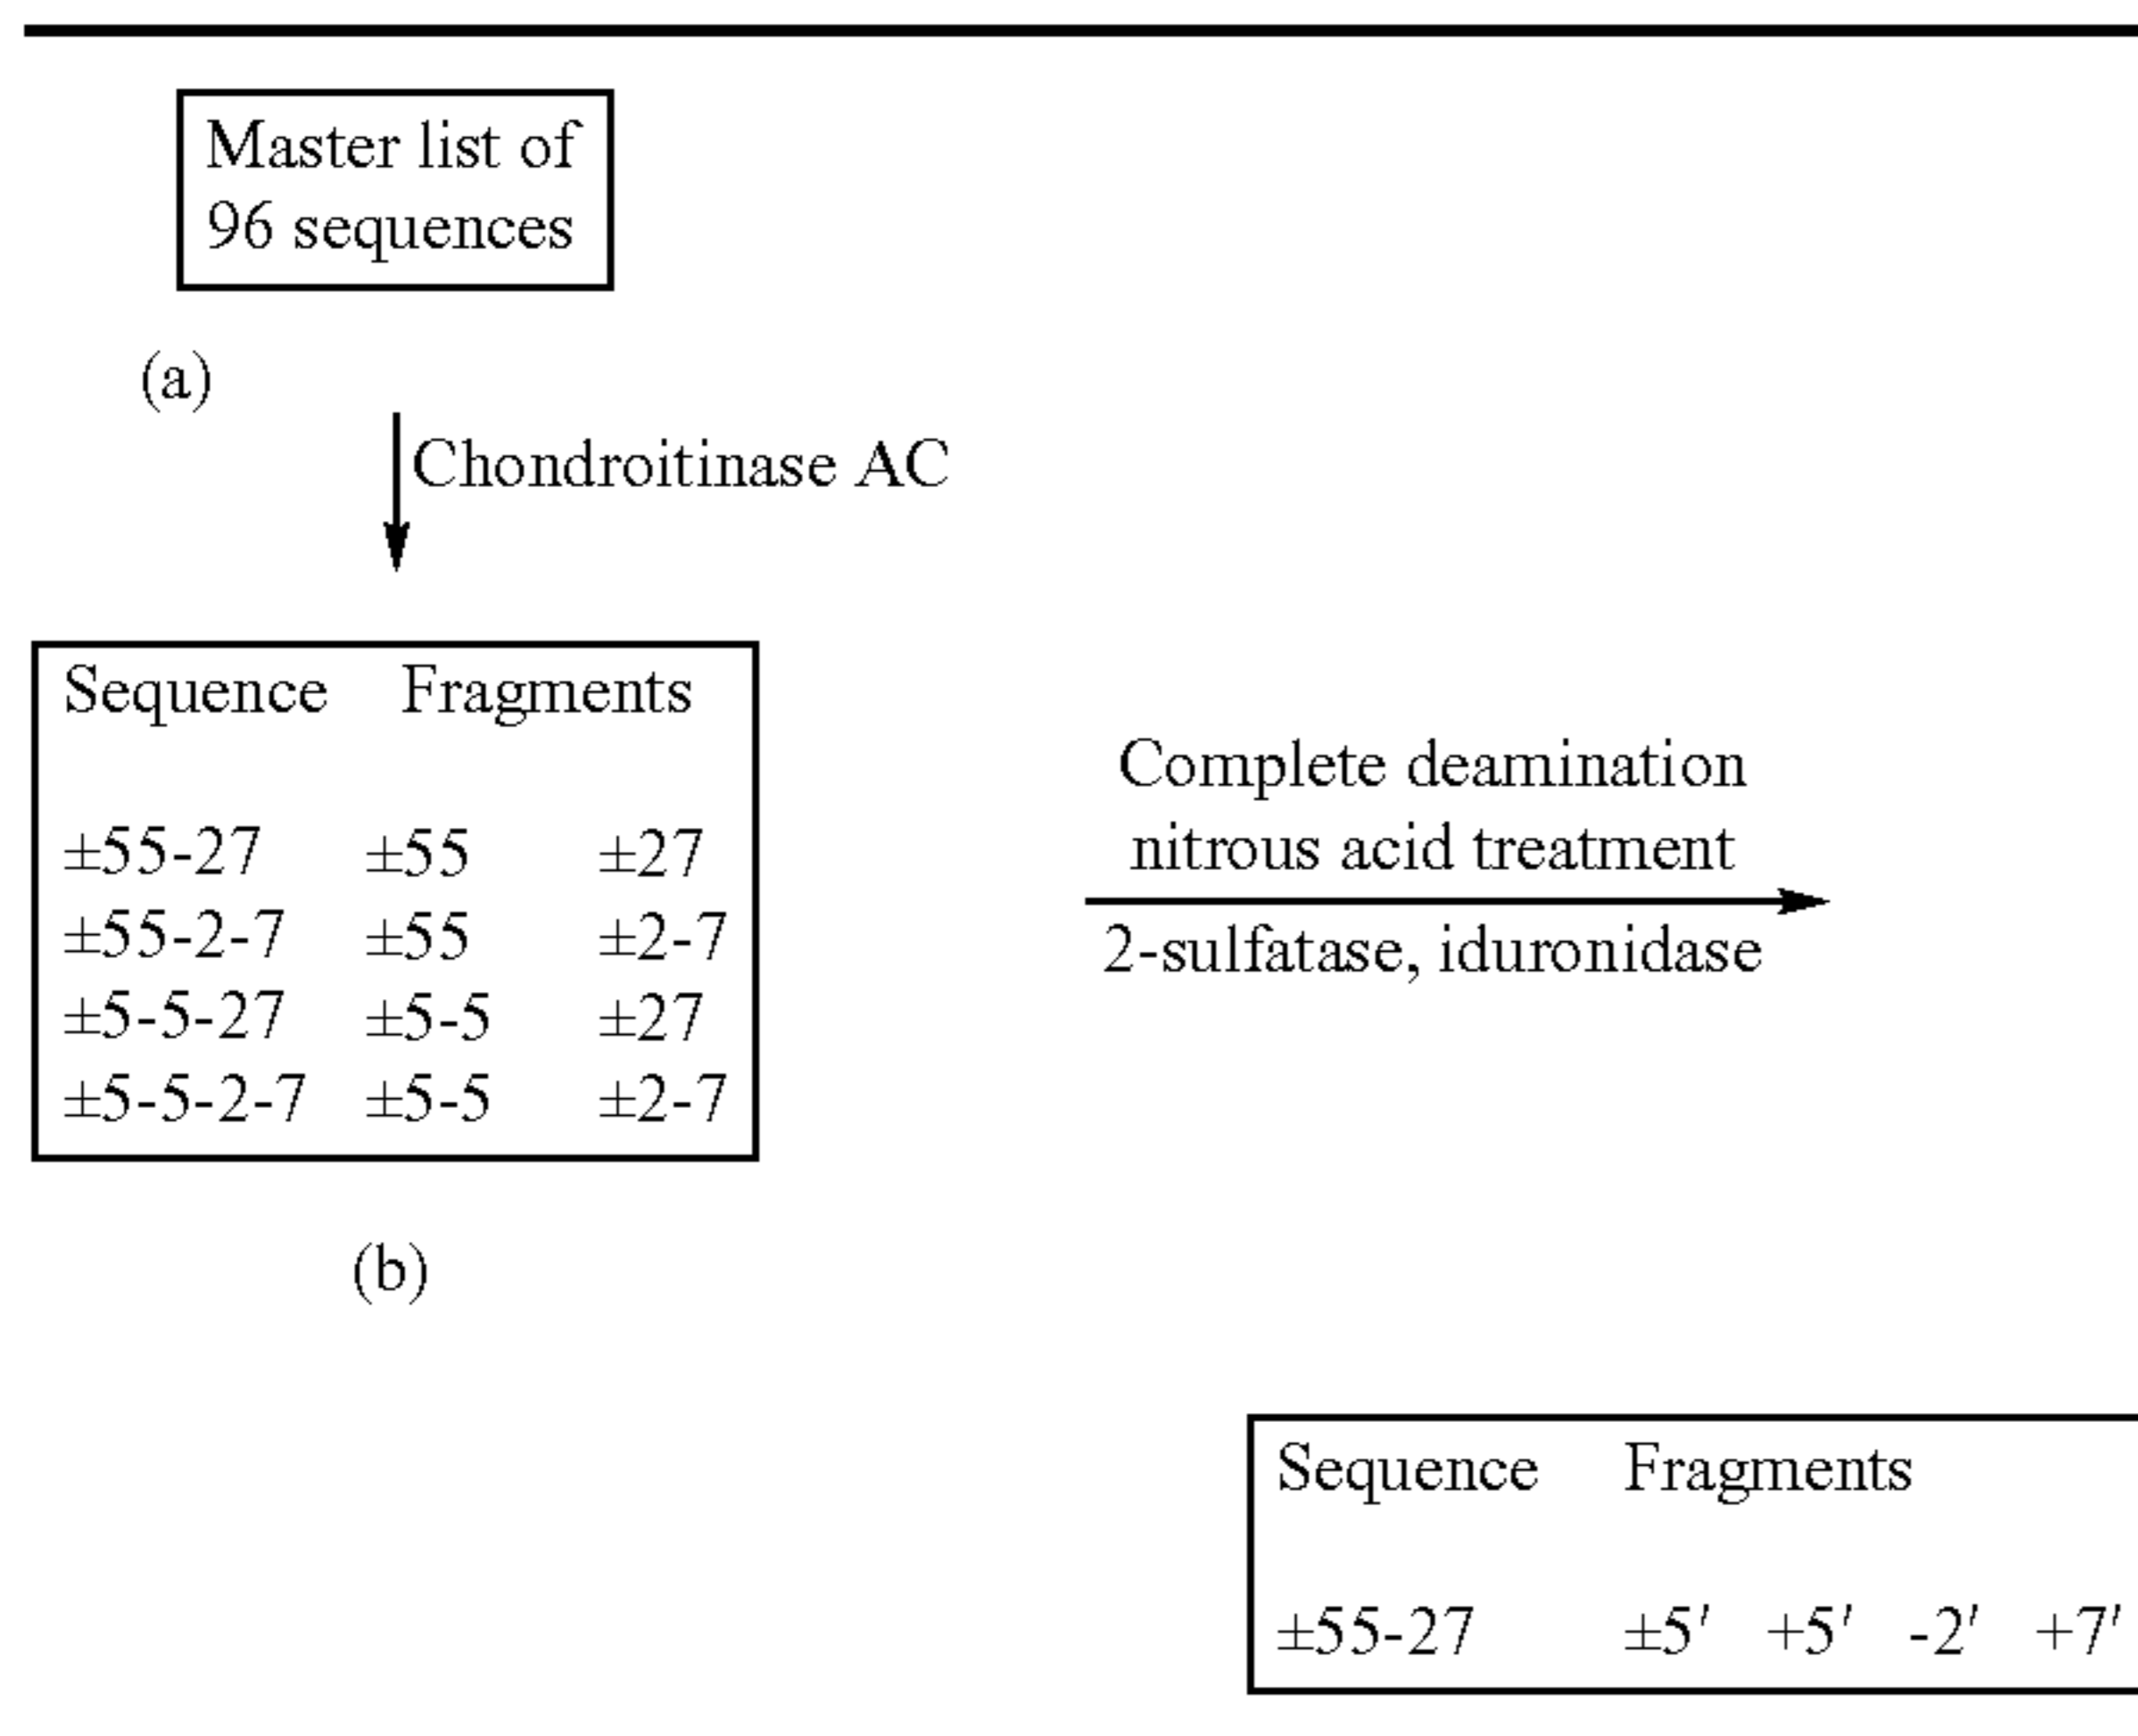 Master list of
96 sequences
(a)
Chondroitinase AC
Sequence Fragments
±55-27 ±55 ±27
±55-2-7 ±55 ±2-7
±5-5-27 ±5-5 ±27
±5-5-2-7 ±5-5 ±2-7
(b)
Complete deamination
nitrous acid treatment
2-sulfatase, iduronidase
Sequence Fragments
±55-27 ±5′ +5′ -2′ +7′